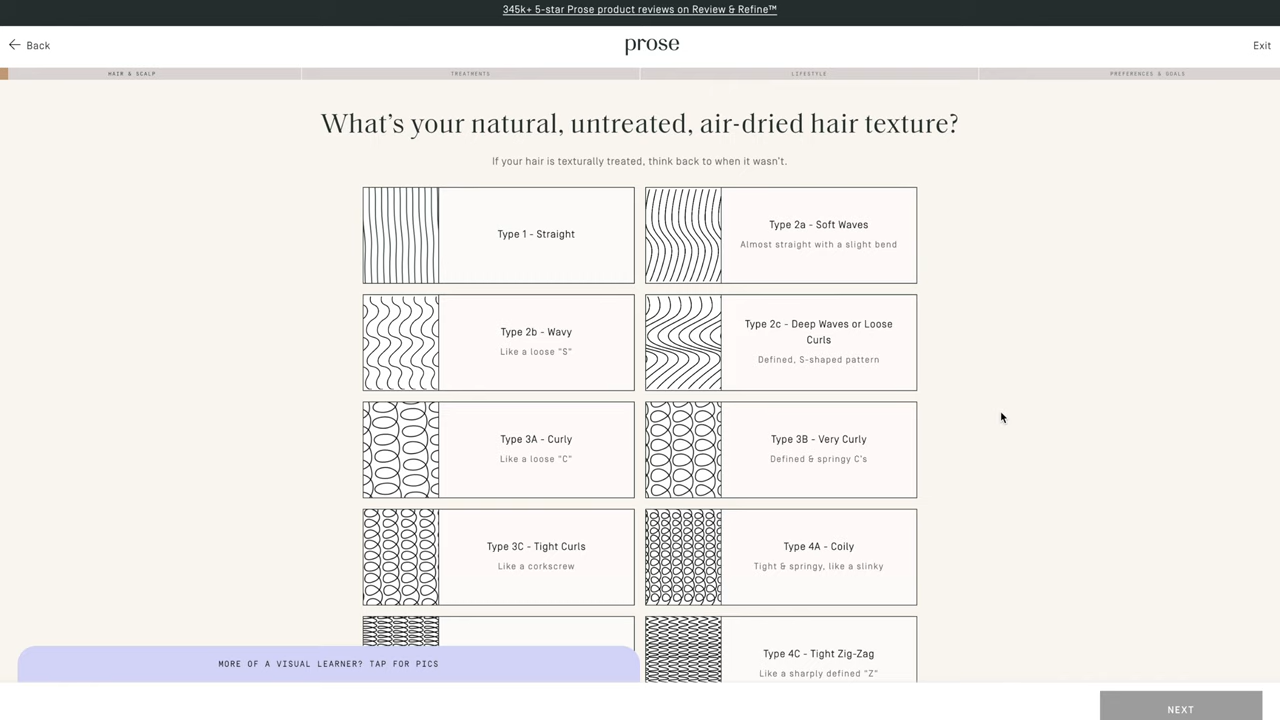 345k+ 5-star Prose product reviews on Review & Refine™
← Back
prose
Exit
HAIR & SCALP
TREATMENTS
LIFESTYLE
PREFERENCES & GOALS
What's your natural, untreated, air-dried hair texture?
If your hair is texturally treated, think back to when it wasn't.
Type 1 - Straight
Type 2a - Soft Waves
Almost straight with a slight bend
Type 2b - Wavy
Like a loose "S"
Type 2c - Deep Waves or Loose
Curls
Defined, S-shaped pattern
Type 3A - Curly
Like a loose "C"
Type 3B - Very Curly
Defined & springy C's
Type 3C - Tight Curls
Like a corkscrew
Type 4A - Coily
Tight & springy, like a slinky
Type 4C - Tight Zig-Zag
Like a sharply defined "Z"
MORE OF A VISUAL LEARNER? TAP FOR PICS
NEXT